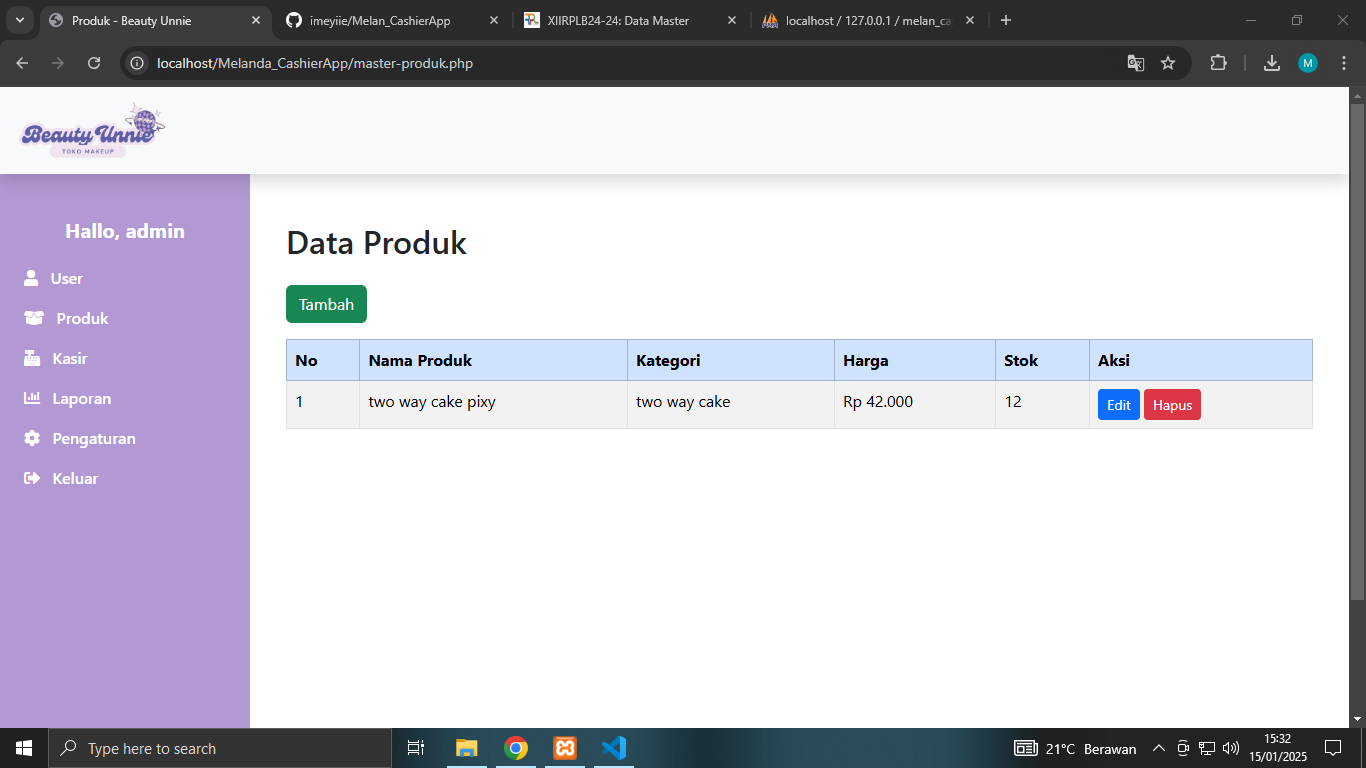 Produk - Beauty Unnie
imeyiie/Melan_CashierApp
XIIRPLB24-24: Data Master
localhost / 127.0.0.1 / melan_ca
localhost/Melanda_CashierApp/master-produk.php
M
Beauty Unnie
TOKO MAKEUP
Hallo, admin
User
Produk
Kasir
Laporan
Pengaturan
Keluar
Data Produk
Tambah
No Nama Produk Kategori Harga Stok Aksi
1 two way cake pixy two way cake Rp 42.000 12 Edit Hapus
Type here to search
21°C Berawan
15:32
15/01/2025